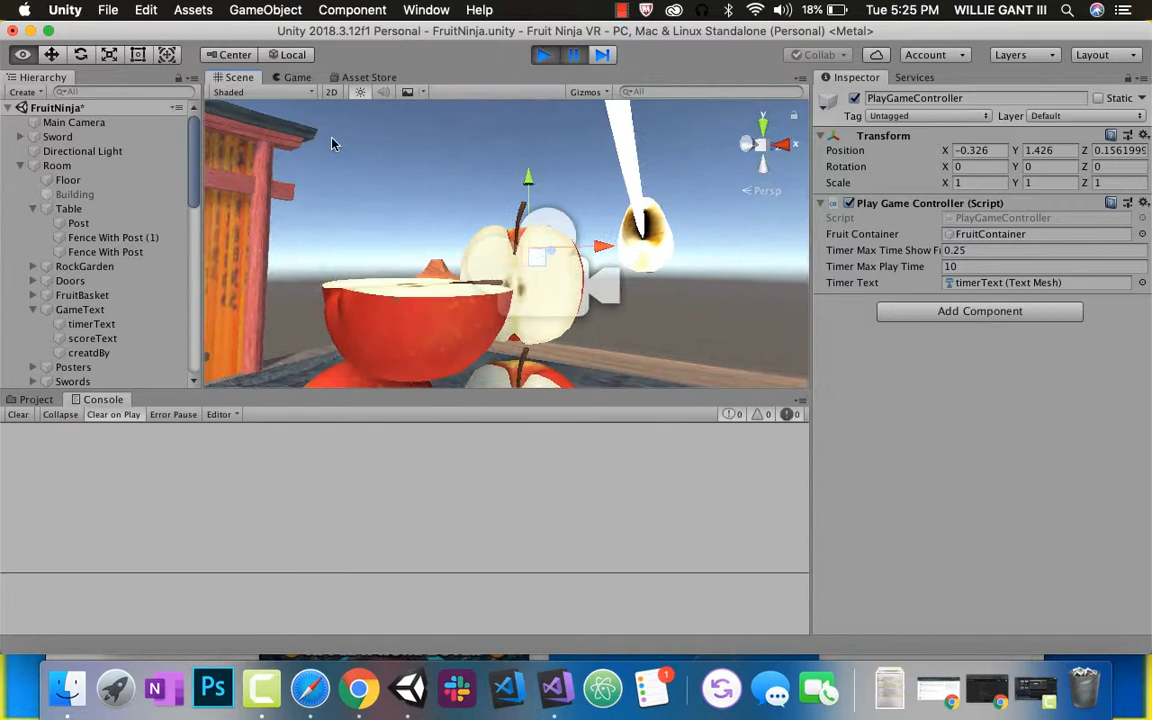 Unity File Edit Assets GameObject Component Window Help 18% Tue 5:25 PM WILLIE GANT III
Unity 2018.3.12f1 Personal - FruitNinja.unity - Fruit Ninja VR - PC, Mac & Linux Standalone (Personal) <Metal>
Center Local Collab Account Layers Layout
Hierarchy Scene Game Asset Store Inspector Services
Create All Shaded 2D Gizmos All PlayGameController Static
FruitNinja* Tag Untagged Layer Default
Main Camera
Sword
Directional Light
Room
Floor
Building
Table
Post
Fence With Post (1)
Fence With Post
RockGarden
Doors
FruitBasket
GameText
timerText
scoreText
creatdBy
Posters
Swords
y
x
Persp
Transform
Position X -0.326 Y 1.426 Z 0.1561999
Rotation X 0 Y 0 Z 0
Scale X 1 Y 1 Z 1
Play Game Controller (Script)
Script PlayGameController
Fruit Container FruitContainer
Timer Max Time Show Fr 0.25
Timer Max Play Time 10
Timer Text timerText (Text Mesh)
Add Component
Project Console
Clear Collapse Clear on Play Error Pause Editor 0 0 0
Ps
1